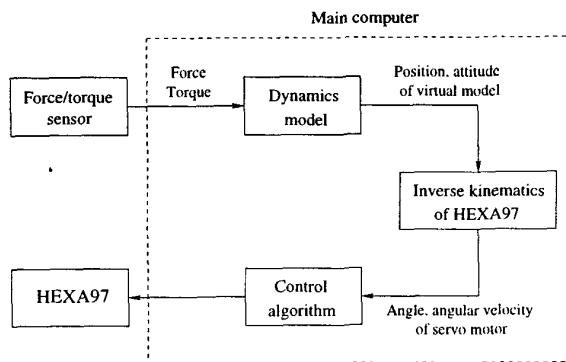 Main computer
Force/torque
sensor
Force
Torque
Dynamics
model
Position, attitude
of virtual model
Inverse kinematics
of HEXA97
HEXA97
Control
algorithm
Angle, angular velocity
of servo motor